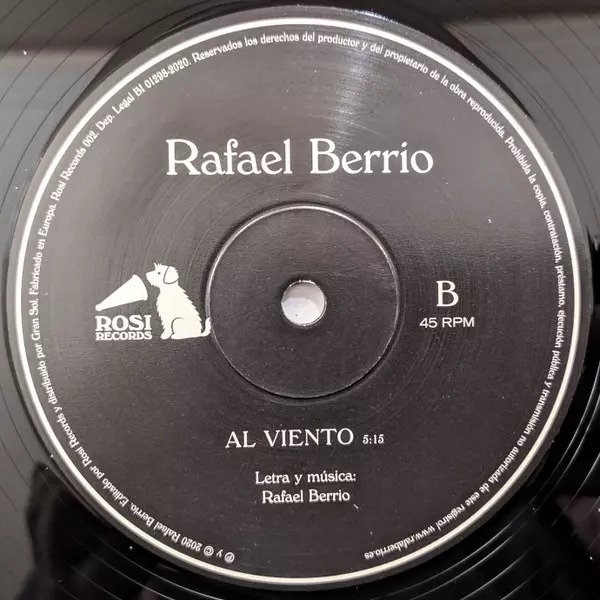 Rafael Berrio
ROSI
RECORDS
B
45 RPM
AL VIENTO 5:15
Letra y música:
Rafael Berrio
℗ y © 2020 Rafael Berrio. Editado por Rosi Records y distribuido por Gran Sol. Fabricado en Europa. Rosi Records 002. Dep. Legal BI 01298-2020. Reservados los derechos del productor y del propietario de la obra reproducida. Prohibida la copia, contratación, préstamo, ejecución pública y transmisión no autorizada de este registro! www.rafaberrio.es